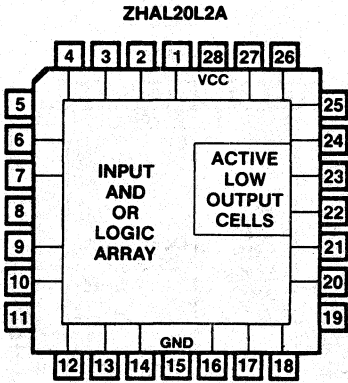 ZHAL20L2A
4 3 2 1 28 27 26
VCC
5 25
6 24
7 23
8 22
9 21
10 20
11 19
INPUT
AND
OR
LOGIC
ARRAY
ACTIVE
LOW
OUTPUT
CELLS
GND
12 13 14 15 16 17 18